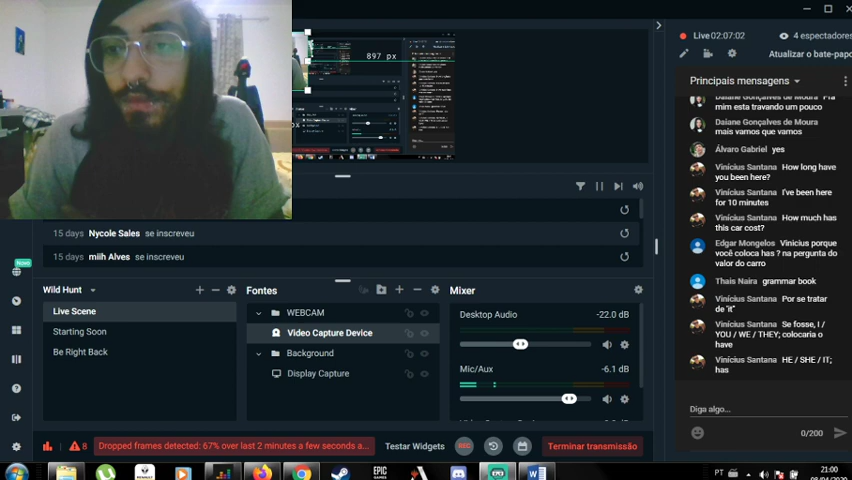 897 px
Live 02:07:02
4 espectadores
Atualizar o bate-papo
Principais mensagens
Daiane Gonçalves de Moura Pra
mim esta travando um pouco
Daiane Gonçalves de Moura
mais vamos que vamos
Álvaro Gabriel yes
Vinícius Santana How long have
you been here?
Vinícius Santana I've been here
for 10 minutes
Vinícius Santana How much has
this car cost?
Edgar Mongelos Vinicius porque
você coloca has ? na pergunta do
valor do carro
Thais Naira grammar book
Vinícius Santana Por se tratar
de 'it"
Vinícius Santana Se fosse, I /
YOU / WE / THEY; colocaria o
have
Vinícius Santana HE / SHE / IT;
has
Diga algo...
0/200
15 days Nycole Sales se inscreveu
15 days miih Alves se inscreveu
Novo
Wild Hunt
Live Scene
Starting Soon
Be Right Back
Fontes
WEBCAM
Video Capture Device
Background
Display Capture
Mixer
Desktop Audio -22.0 dB
Mic/Aux -6.1 dB
8
Dropped frames detected: 67% over last 2 minutes a few seconds a...
Testar Widgets
REC
Terminar transmissão
EPIC
GAMES
PT
21:00
08/04/2020